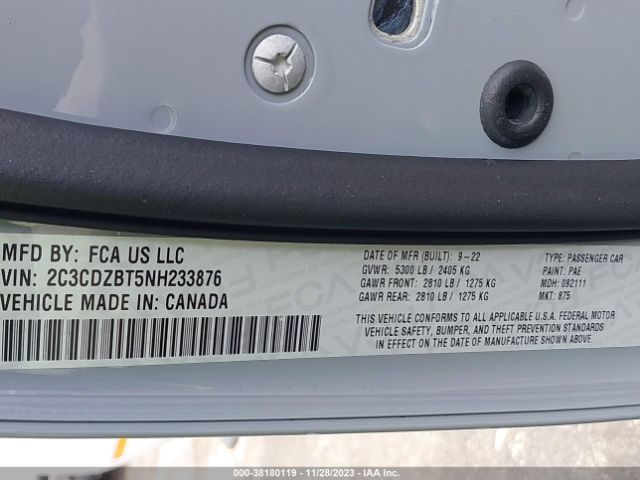 MFD BY: FCA US LLC
VIN: 2C3CDZBT5NH233876
VEHICLE MADE IN: CANADA
DATE OF MFR (BUILT): 9-22
GVWR: 5300 LB / 2405 KG
GAWR FRONT: 2810 LB / 1275 KG
GAWR REAR: 2810 LB / 1275 KG
TYPE: PASSENGER CAR
PAINT: PAE
MDH: 092111
MKT: 875
THIS VEHICLE CONFORMS TO ALL APPLICABLE U.S.A. FEDERAL MOTOR
VEHICLE SAFETY, BUMPER, AND THEFT PREVENTION STANDARDS
IN EFFECT ON THE DATE OF MANUFACTURE SHOWN ABOVE.
000-38180119 | 11/28/2023 | IAA Inc.